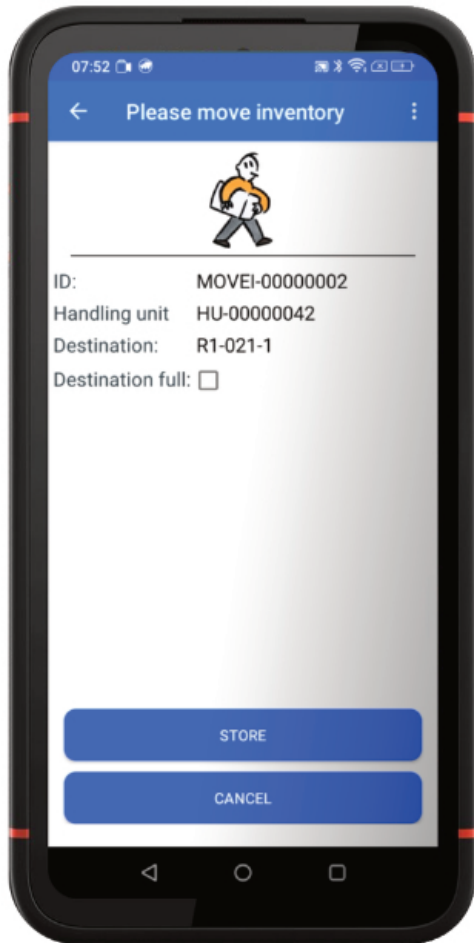 07:52
Please move inventory
ID: MOVEI-00000002
Handling unit HU-00000042
Destination: R1-021-1
Destination full:
STORE
CANCEL